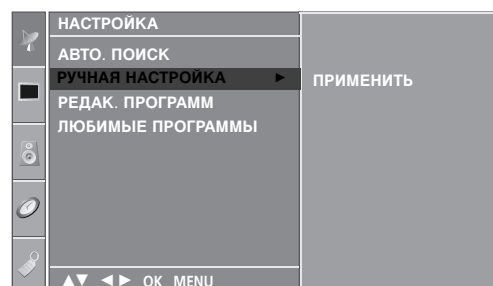 НАСТРОЙКА
АВТО. ПОИСК
РУЧНАЯ НАСТРОЙКА ►
ПРИМЕНИТЬ
РЕДАК. ПРОГРАММ
ЛЮБИМЫЕ ПРОГРАММЫ
▲▼ ◄► OK MENU